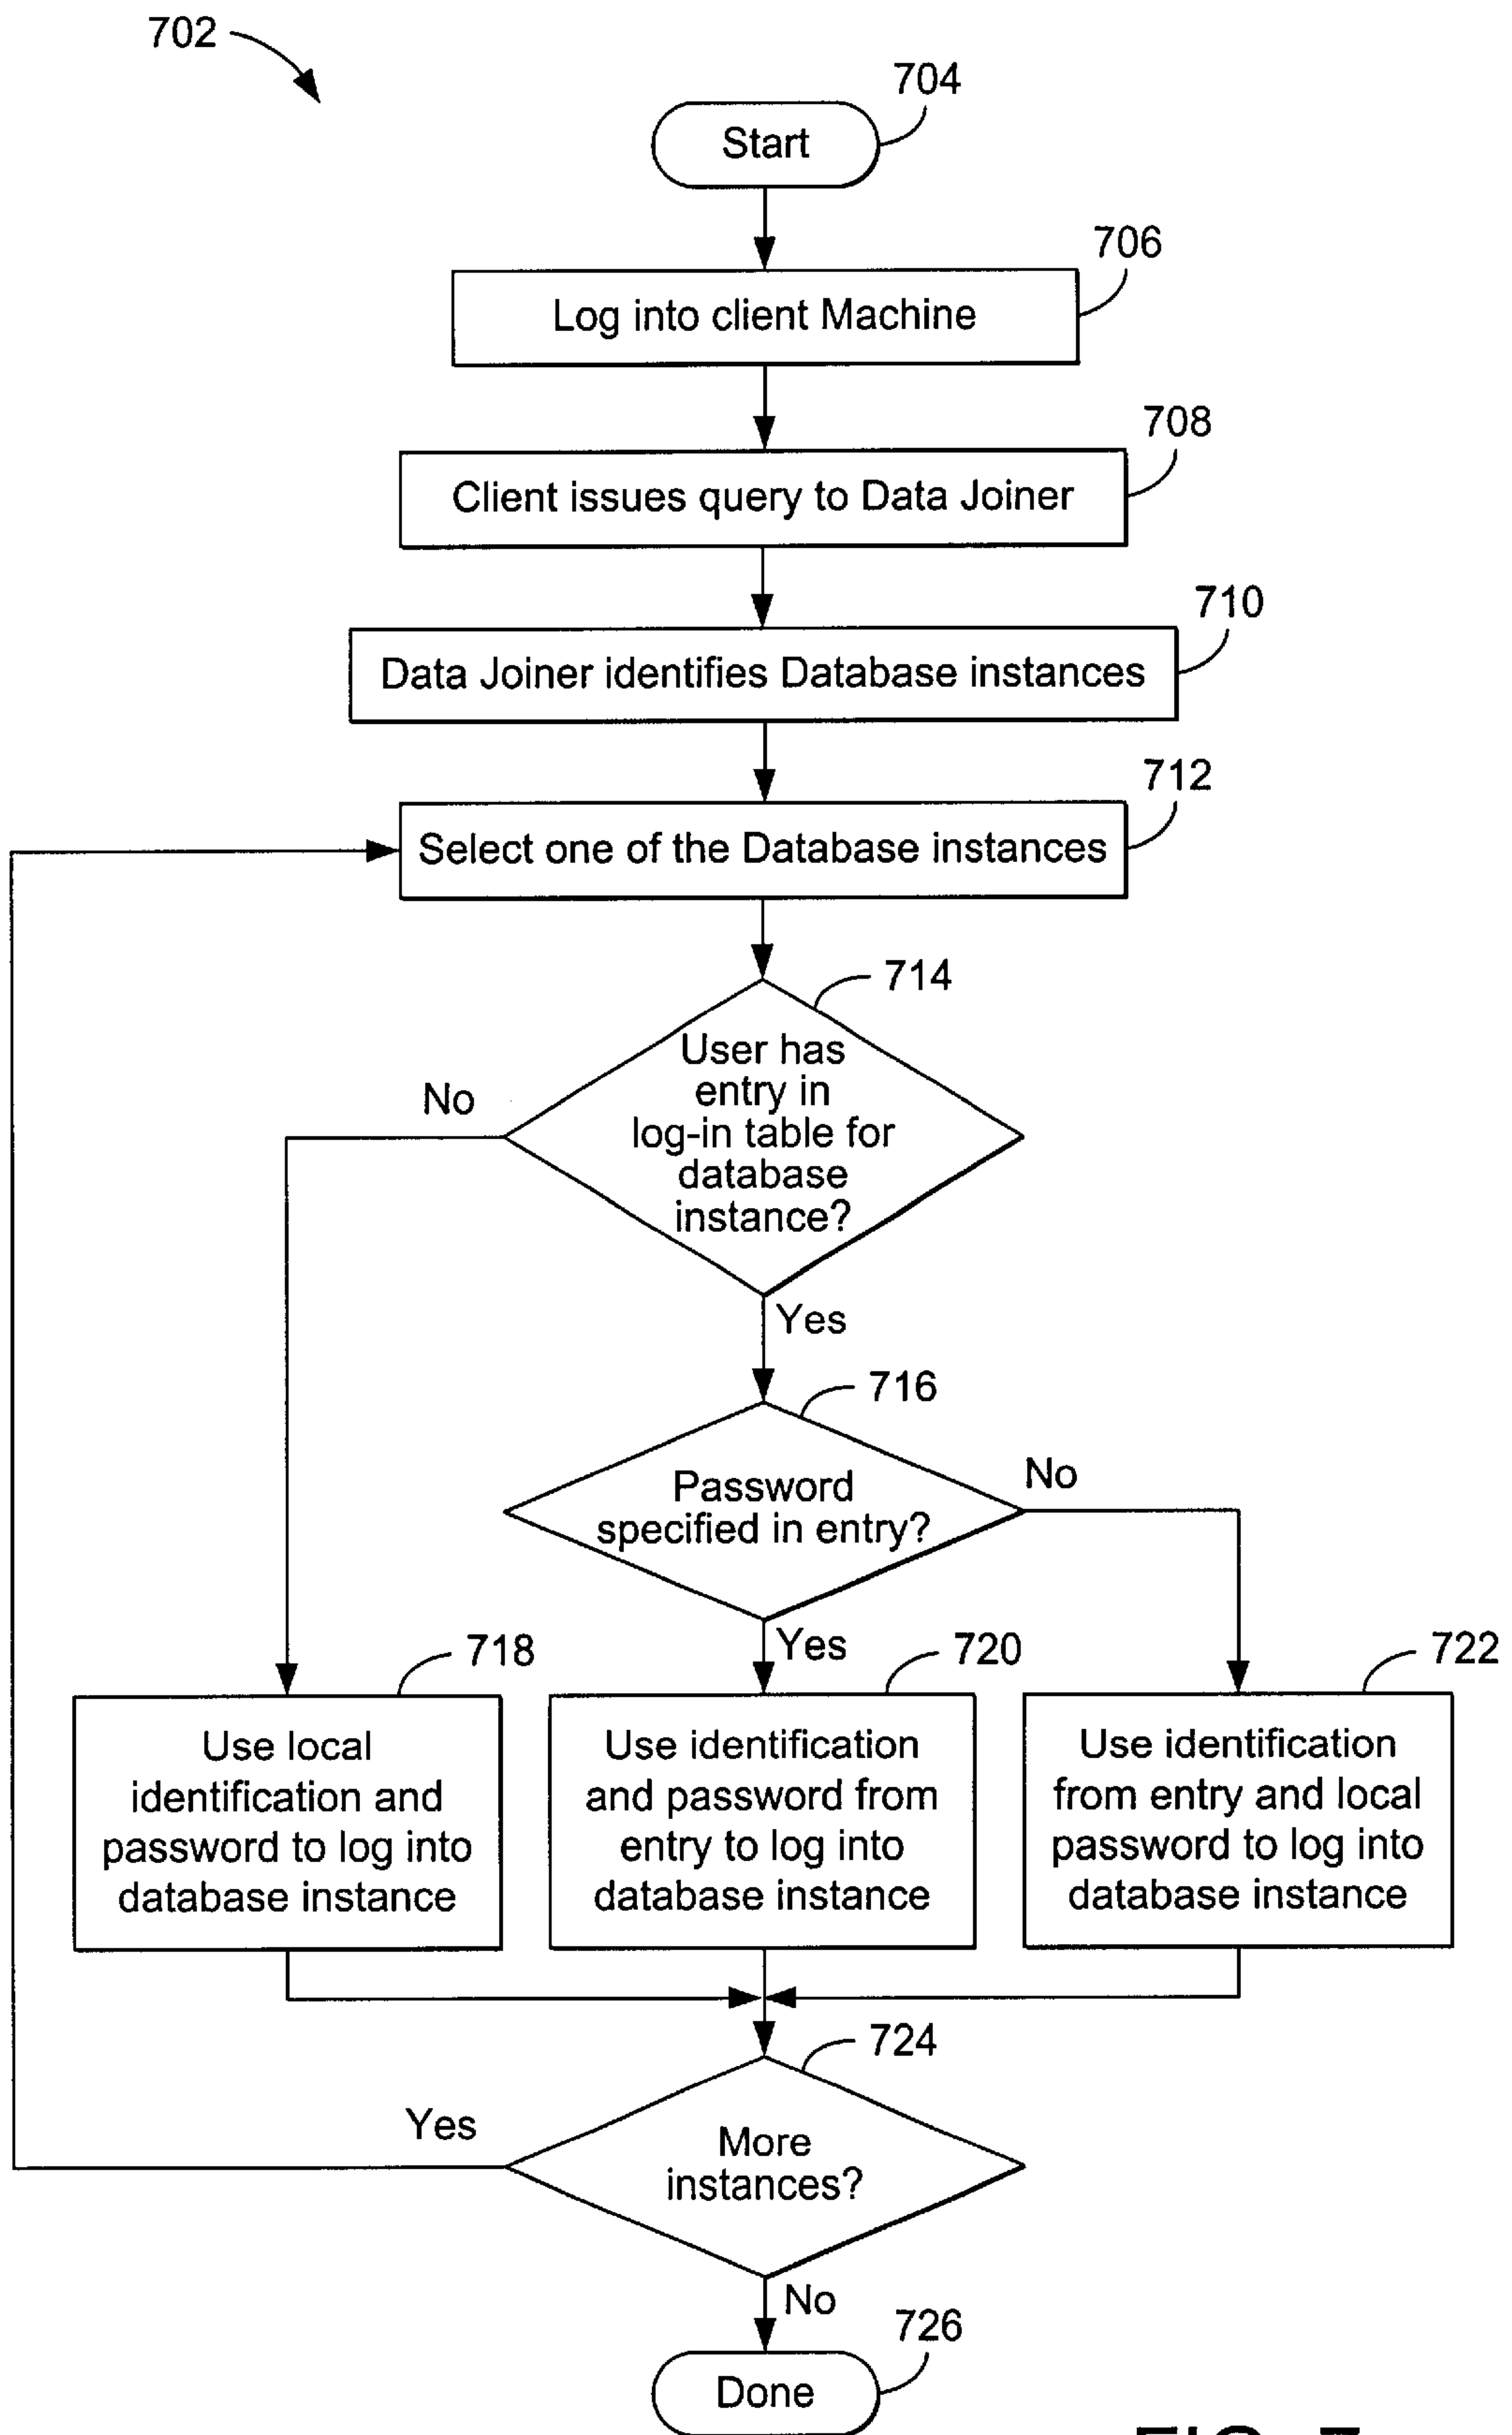 702
704
Start
706
Log into client Machine
708
Client issues query to Data Joiner
710
Data Joiner identifies Database instances
712
Select one of the Database instances
714
User has
entry in
log-in table for
database
instance?
No
Yes
716
Password
specified in entry?
No
Yes
718
Use local
identification and
password to log into
database instance
720
Use identification
and password from
entry to log into
database instance
722
Use identification
from entry and local
password to log into
database instance
724
More
instances?
Yes
No
726
Done